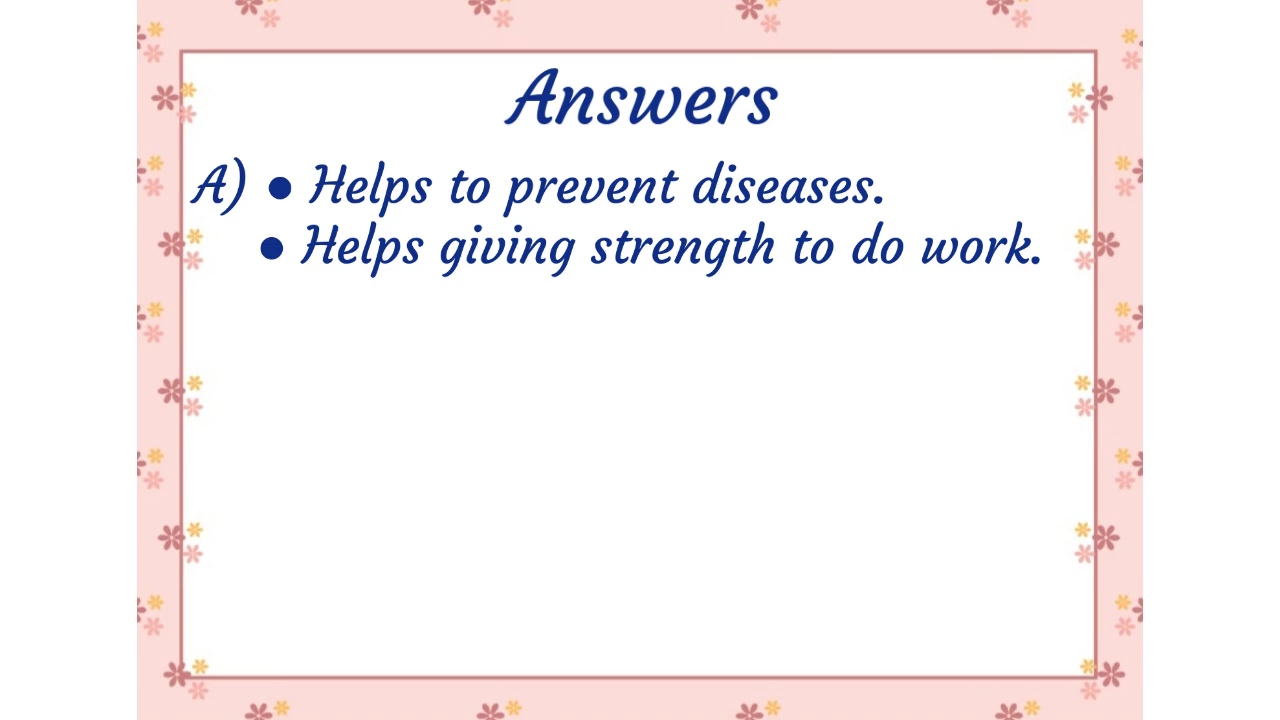 Answers
A) ● Helps to prevent diseases.
● Helps giving strength to do work.